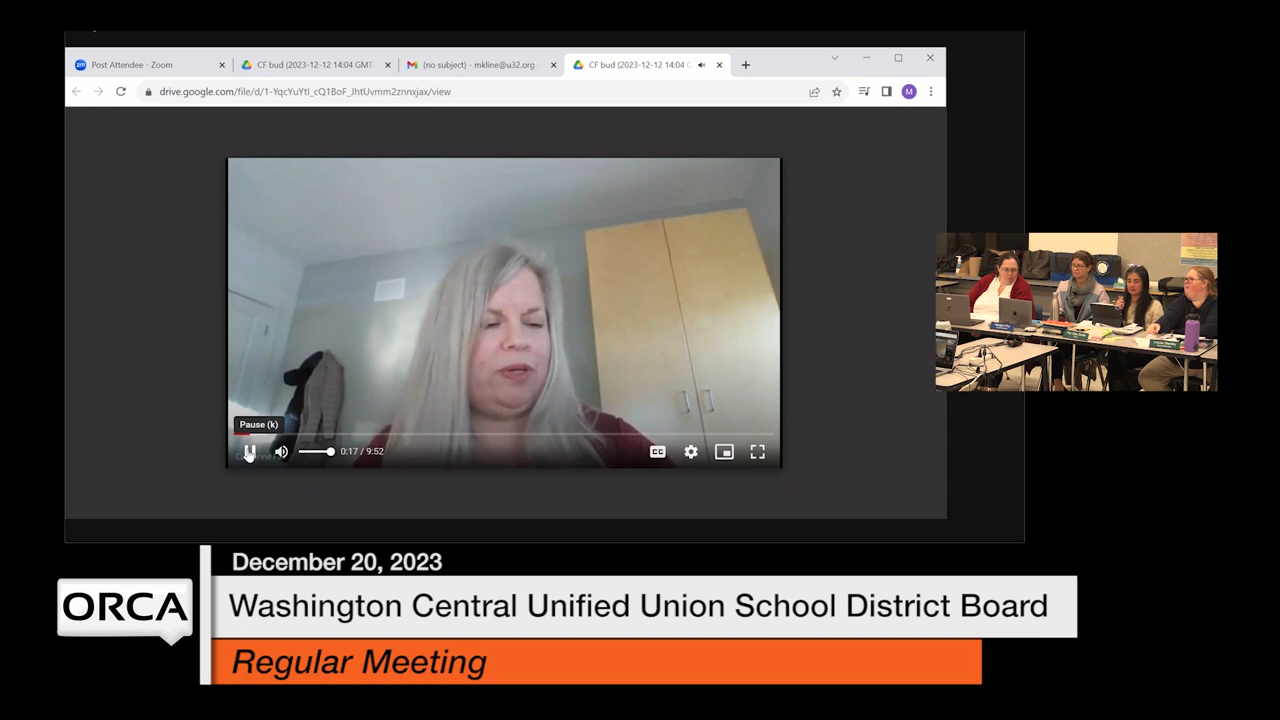 Post Attendee - Zoom
CF bud (2023-12-12 14:04 GMT
(no subject) - mkline@u32.org
CF bud (2023-12-12 14:04 G
drive.google.com/file/d/1-YqcYuYtl_cQ1BoF_JhtUvmm2znnxjax/view
M
Pause (k)
0:17 / 9:52
CC
December 20, 2023
ORCA
Washington Central Unified Union School District Board
Regular Meeting